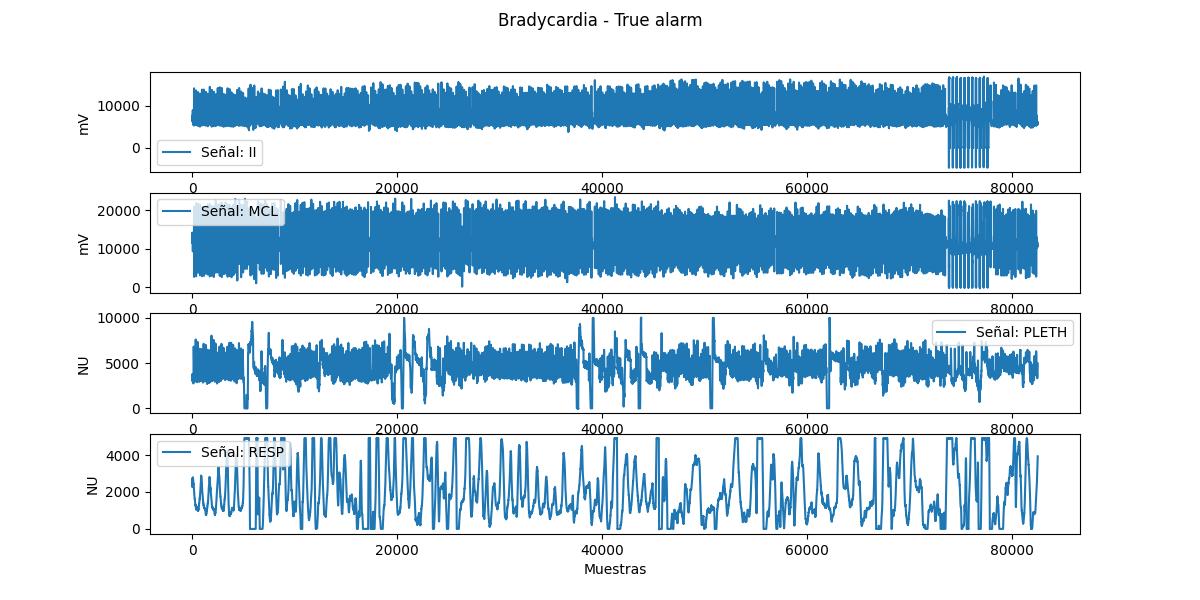 Bradycardia - True alarm
10000
0
mV
Señal: II
0 20000 40000 60000 80000
20000
10000
0
mV
Señal: MCL
0 20000 40000 60000 80000
10000
5000
0
NU
Señal: PLETH
0 20000 40000 60000 80000
4000
2000
0
NU
Señal: RESP
0 20000 40000 60000 80000
Muestras